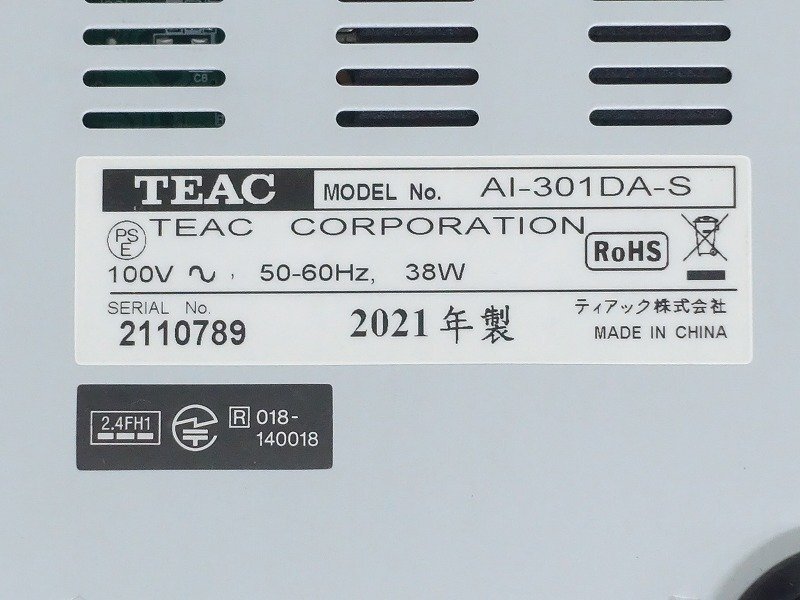 C8
TEAC MODEL No. AI-301DA-S
PS
E
TEAC CORPORATION
RoHS
100V ∿, 50-60Hz, 38W
SERIAL No.
2110789
2021年製
ティアック株式会社
MADE IN CHINA
2.4FH1
R 018-
140018